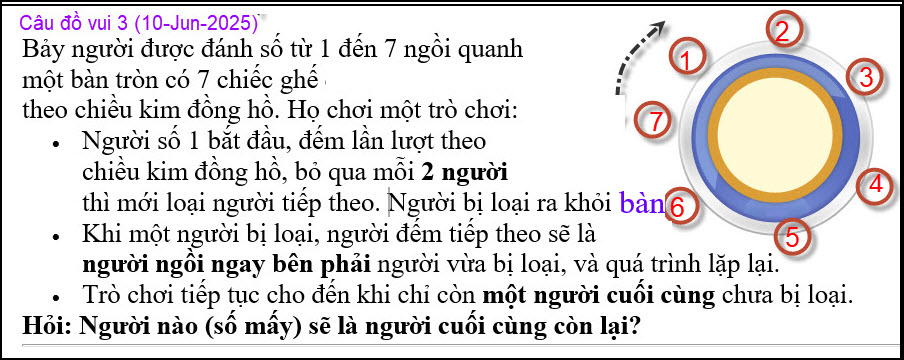 Câu đồ vui 3 (10-Jun-2025)
Bảy người được đánh số từ 1 đến 7 ngồi quanh
một bàn tròn có 7 chiếc ghế
theo chiều kim đồng hồ. Họ chơi một trò chơi:
• Người số 1 bắt đầu, đếm lần lượt theo
chiều kim đồng hồ, bỏ qua mỗi 2 người
thì mới loại người tiếp theo. Người bị loại ra khỏi bàn
• Khi một người bị loại, người đếm tiếp theo sẽ là
người ngồi ngay bên phải người vừa bị loại, và quá trình lặp lại.
• Trò chơi tiếp tục cho đến khi chỉ còn một người cuối cùng chưa bị loại.
Hỏi: Người nào (số mấy) sẽ là người cuối cùng còn lại?
1
2
3
4
5
6
7